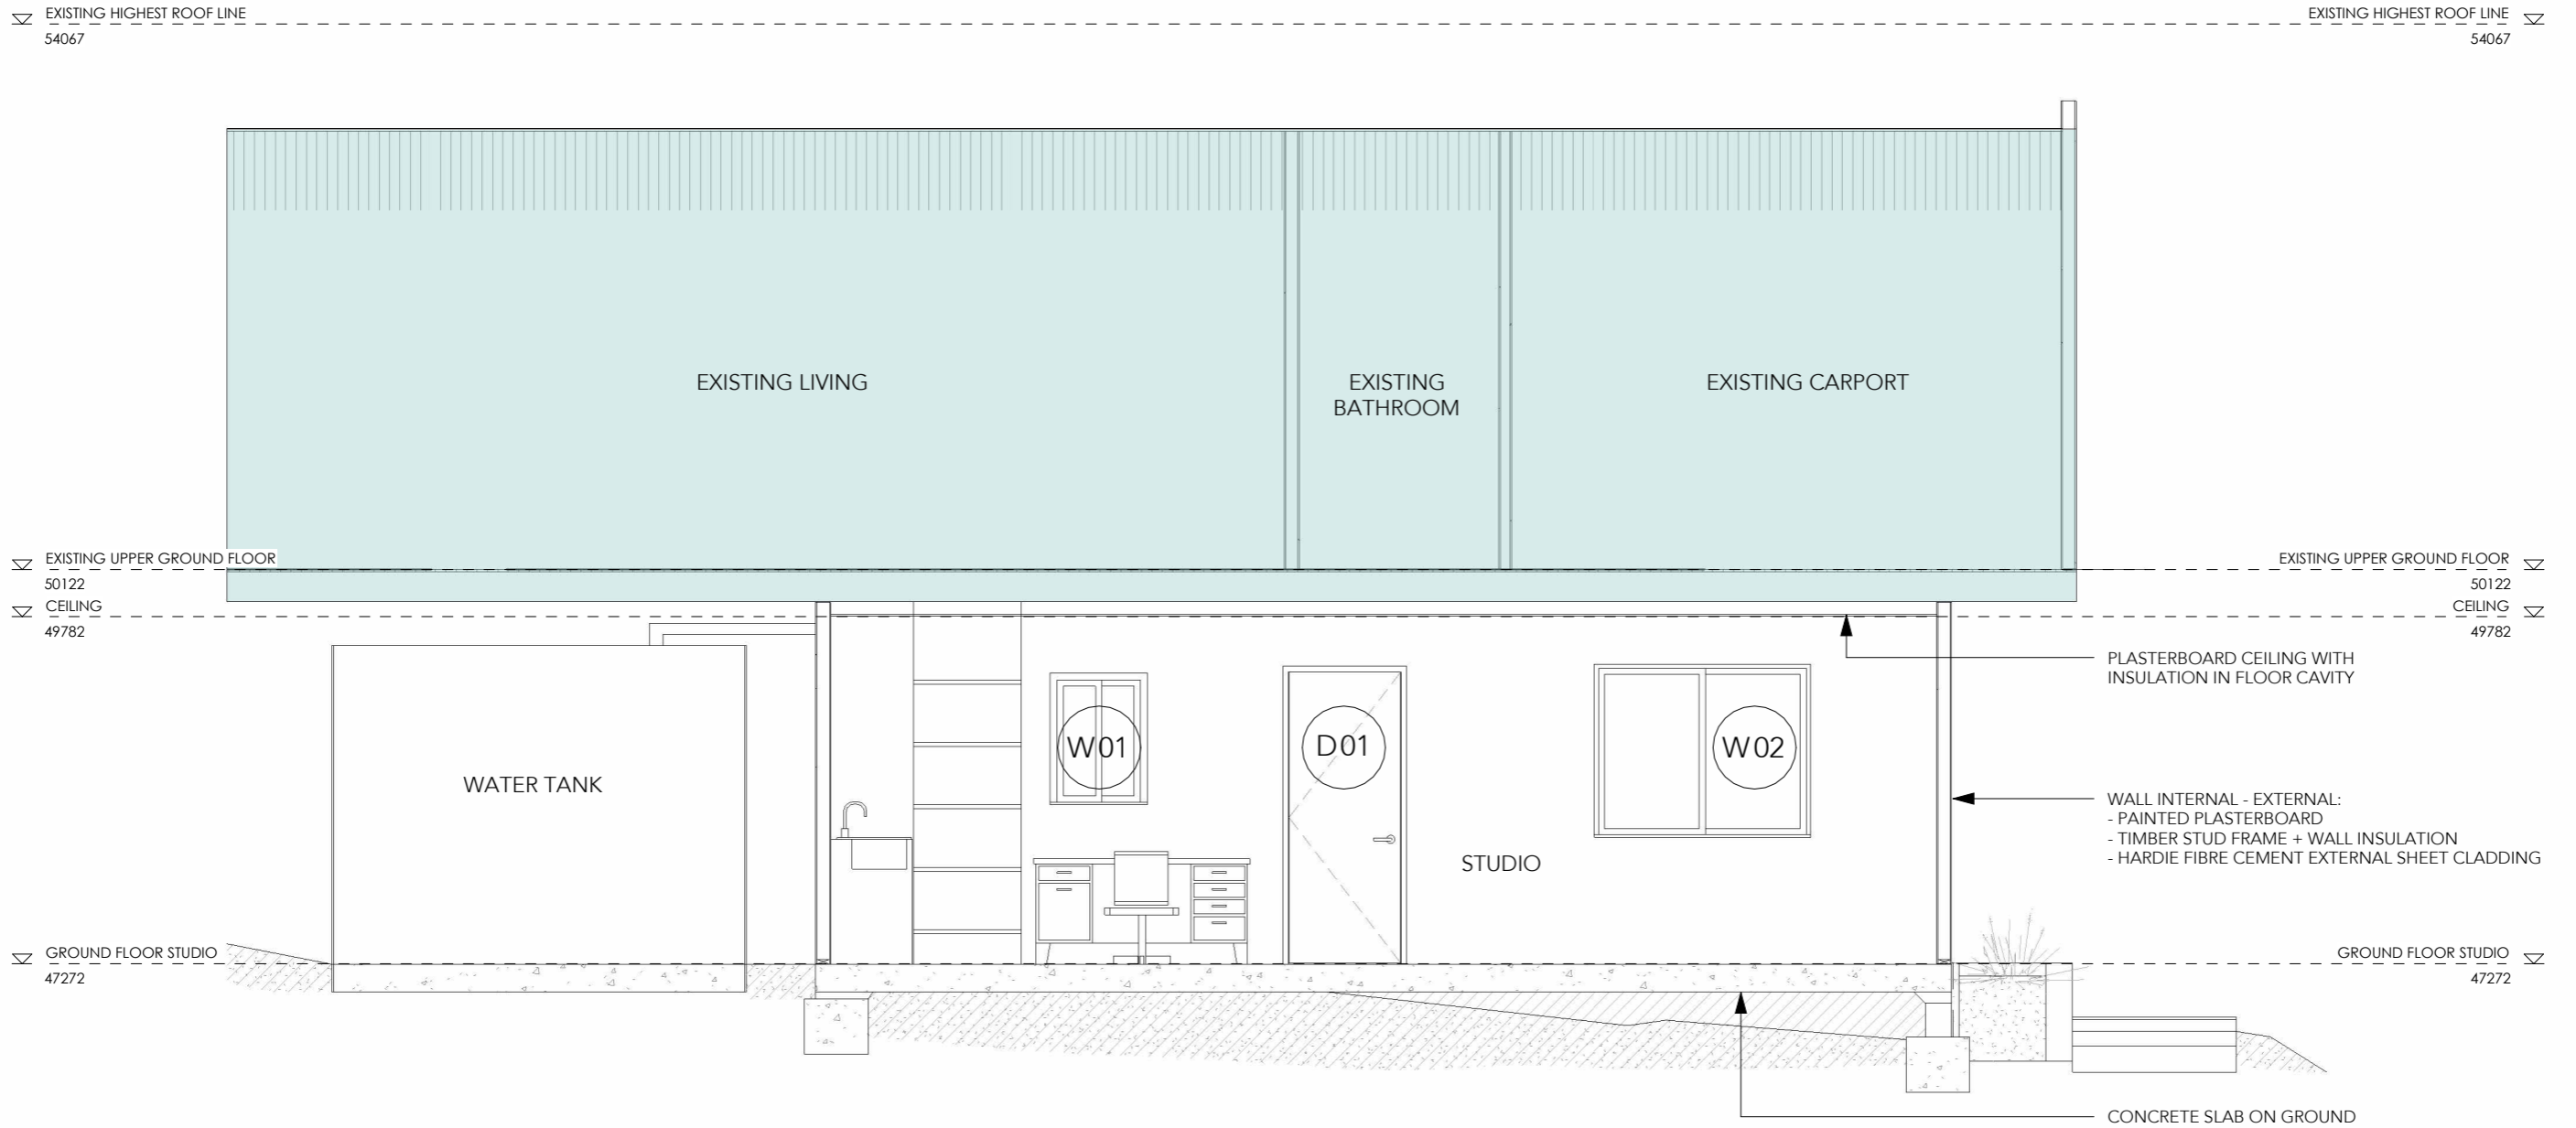 EXISTING HIGHEST ROOF LINE
54067
EXISTING HIGHEST ROOF LINE
54067
EXISTING LIVING
EXISTING
BATHROOM
EXISTING CARPORT
EXISTING UPPER GROUND FLOOR
50122
EXISTING UPPER GROUND FLOOR
50122
CEILING
49782
CEILING
49782
PLASTERBOARD CEILING WITH
INSULATION IN FLOOR CAVITY
WATER TANK
W01
D01
W02
STUDIO
WALL INTERNAL - EXTERNAL:
- PAINTED PLASTERBOARD
- TIMBER STUD FRAME + WALL INSULATION
- HARDIE FIBRE CEMENT EXTERNAL SHEET CLADDING
GROUND FLOOR STUDIO
47272
GROUND FLOOR STUDIO
47272
CONCRETE SLAB ON GROUND